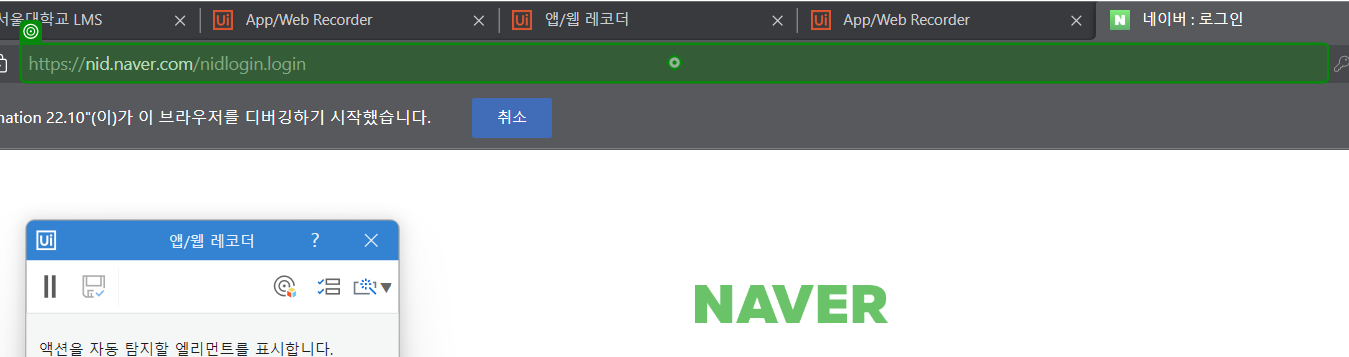 서울대학교 LMS
Ui App/Web Recorder
Ui 앱/웹 레코더
Ui App/Web Recorder
N 네이버 : 로그인
https://nid.naver.com/nidlogin.login
nation 22.10"(이)가 이 브라우저를 디버깅하기 시작했습니다.
취소
Ui 앱/웹 레코더 ?
NAVER
액션을 자동 탐지할 엘리먼트를 표시합니다.